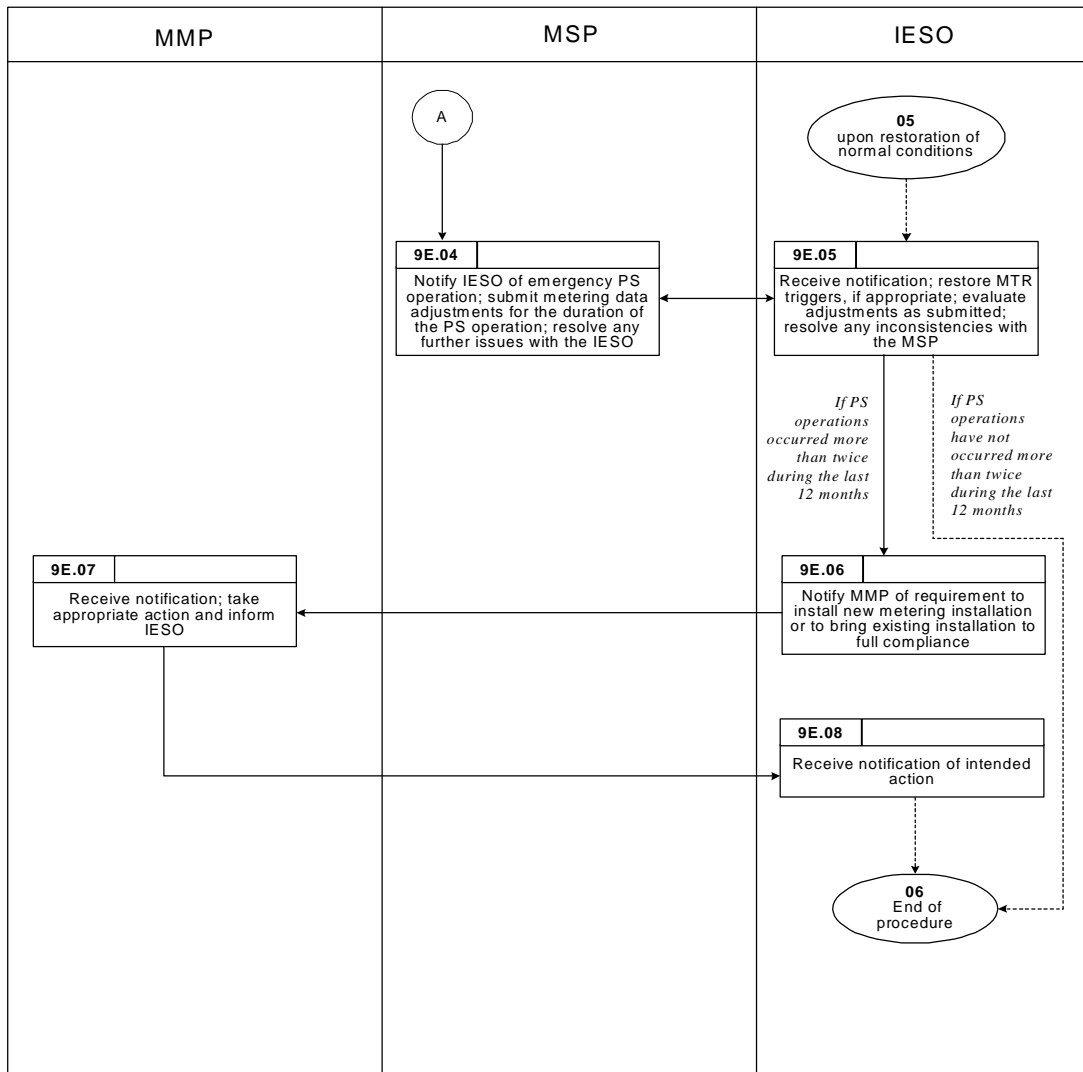 MMP
MSP
IESO
A
05
upon restoration of
normal conditions
9E.04
Notify IESO of emergency PS
operation; submit metering data
adjustments for the duration of
the PS operation; resolve any
further issues with the IESO
9E.05
Receive notification; restore MTR
triggers, if appropriate; evaluate
adjustments as submitted;
resolve any inconsistencies with
the MSP
If PS
operations
occurred more
than twice
during the last
12 months
If PS
operations
have not
occurred more
than twice
during the last
12 months
9E.07
Receive notification; take
appropriate action and inform
IESO
9E.06
Notify MMP of requirement to
install new metering installation
or to bring existing installation to
full compliance
9E.08
Receive notification of intended
action
06
End of
procedure